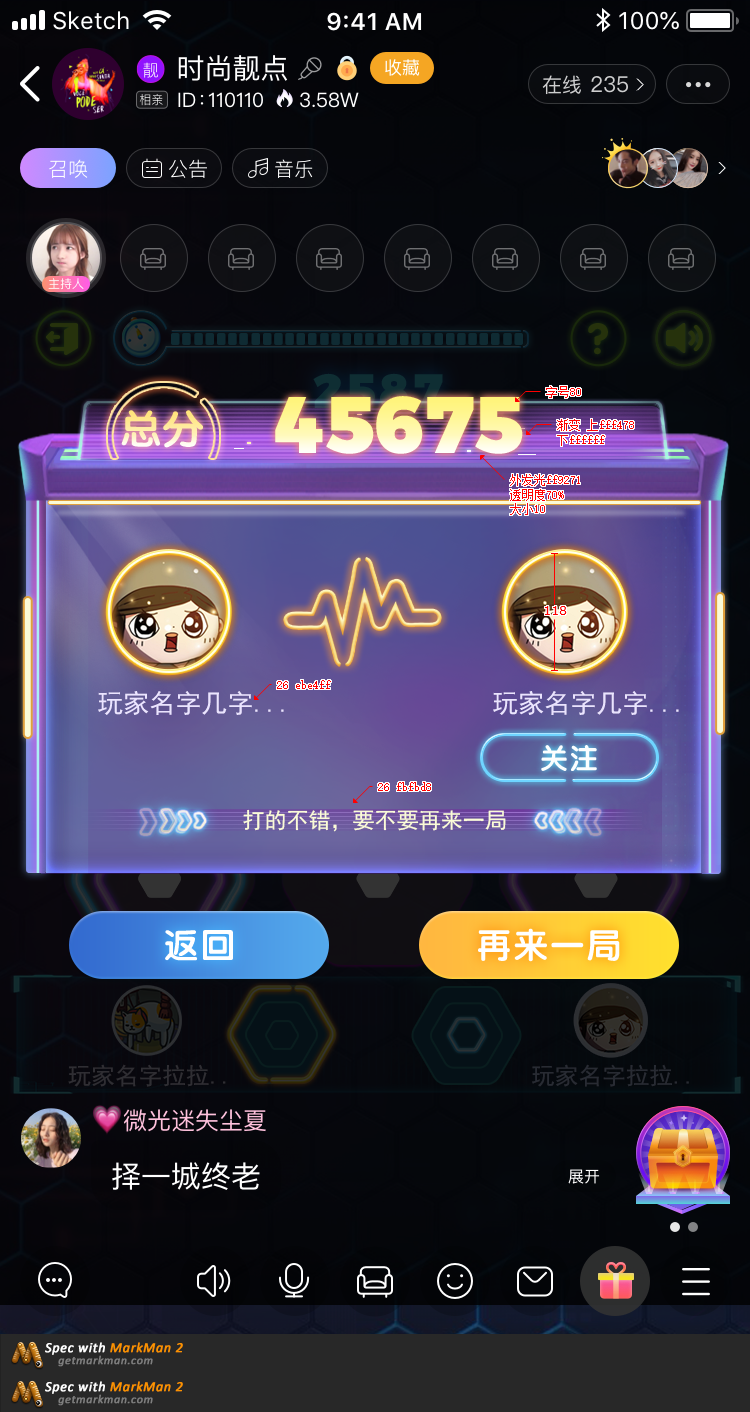 Sketch 9:41 AM 100%
靓 时尚靓点 收藏
相亲 ID:110110 3.58W
在线 235
召唤 公告 音乐
主持人
2587
总分 45675
字号60
渐变 上fff478
下ffffff
外发光ff9271
透明度70%
大小10
118
26 ebe4ff
玩家名字几字... 玩家名字几字...
关注
26 fbfbd8
打的不错，要不要再来一局
返回 再来一局
玩家名字拉拉.. 玩家名字拉拉..
微光迷失尘夏
择一城终老
展开
Spec with MarkMan 2
getmarkman.com
Spec with MarkMan 2
getmarkman.com